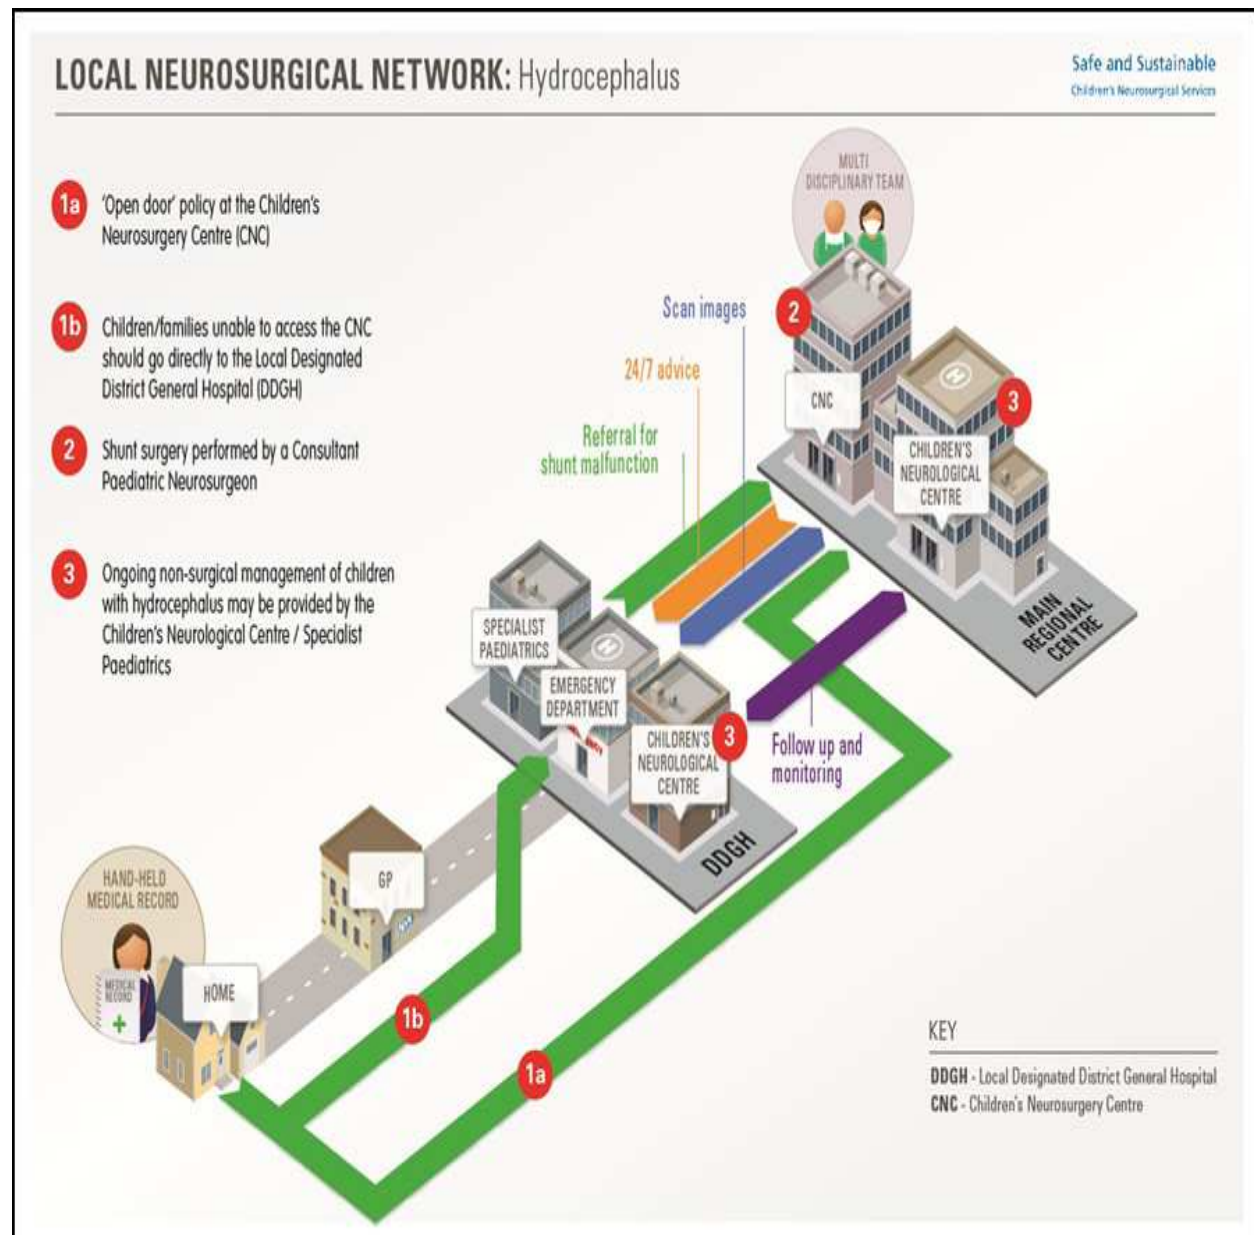 LOCAL NEUROSURGICAL NETWORK: Hydrocephalus
Safe and Sustainable
Children's Neurosurgical Services
1a
'Open door' policy at the Children's
Neurosurgery Centre (CNC)
1b
Children/families unable to access the CNC
should go directly to the Local Designated
District General Hospital (DDGH)
2
Shunt surgery performed by a Consultant
Paediatric Neurosurgeon
3
Ongoing non-surgical management of children
with hydrocephalus may be provided by the
Children's Neurological Centre / Specialist
Paediatrics
MULTI
DISCIPLINARY TEAM
2
CNC
H
3
CHILDREN'S
NEUROLOGICAL
CENTRE
MAIN
REGIONAL
CENTRE
Scan images
24/7 advice
Referral for
shunt malfunction
SPECIALIST
PAEDIATRICS
H
EMERGENCY
DEPARTMENT
CHILDREN'S
NEUROLOGICAL
CENTRE
3
DDGH
Follow up and
monitoring
GP
HAND-HELD
MEDICAL RECORD
MEDICAL
RECORD
HOME
1b
1a
KEY
DDGH - Local Designated District General Hospital
CNC - Children's Neurosurgery Centre